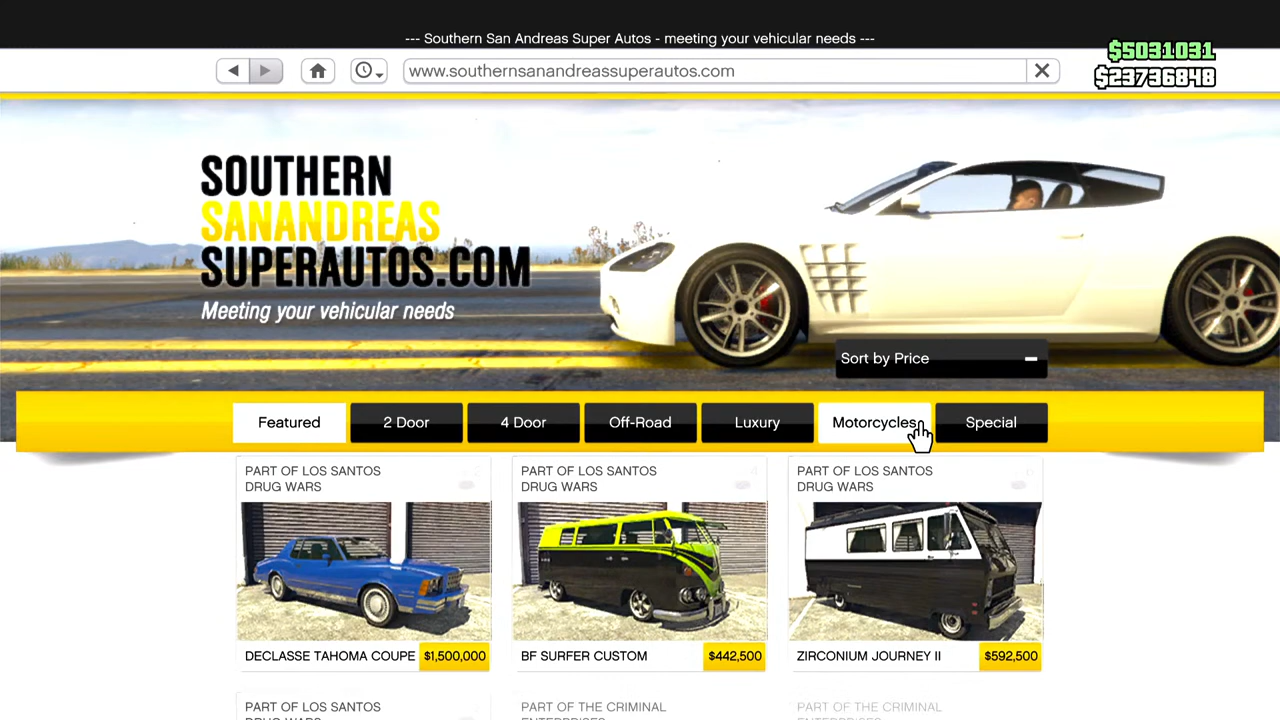 --- Southern San Andreas Super Autos - meeting your vehicular needs ---
$5031031
www.southernsanandreassuperautos.com
$23736848
SOUTHERN
SANANDREAS
SUPERAUTOS.COM
Meeting your vehicular needs
Sort by Price
Featured
2 Door
4 Door
Off-Road
Luxury
Motorcycles
Special
PART OF LOS SANTOS
DRUG WARS
DECLASSE TAHOMA COUPE
$1,500,000
PART OF LOS SANTOS
DRUG WARS
BF SURFER CUSTOM
$442,500
PART OF LOS SANTOS
DRUG WARS
ZIRCONIUM JOURNEY II
$592,500
PART OF LOS SANTOS
DRUG WARS
PART OF THE CRIMINAL
ENTERPRISES
PART OF THE CRIMINAL
ENTERPRISES